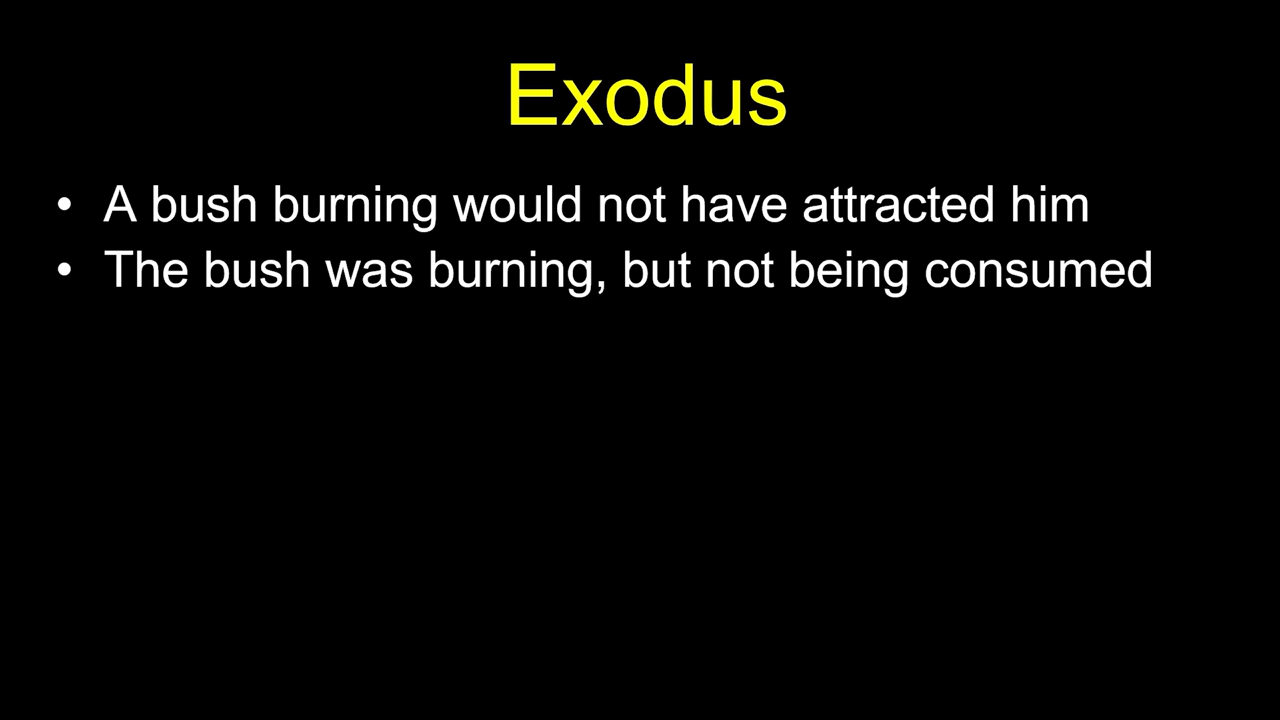 Exodus
• A bush burning would not have attracted him
• The bush was burning, but not being consumed